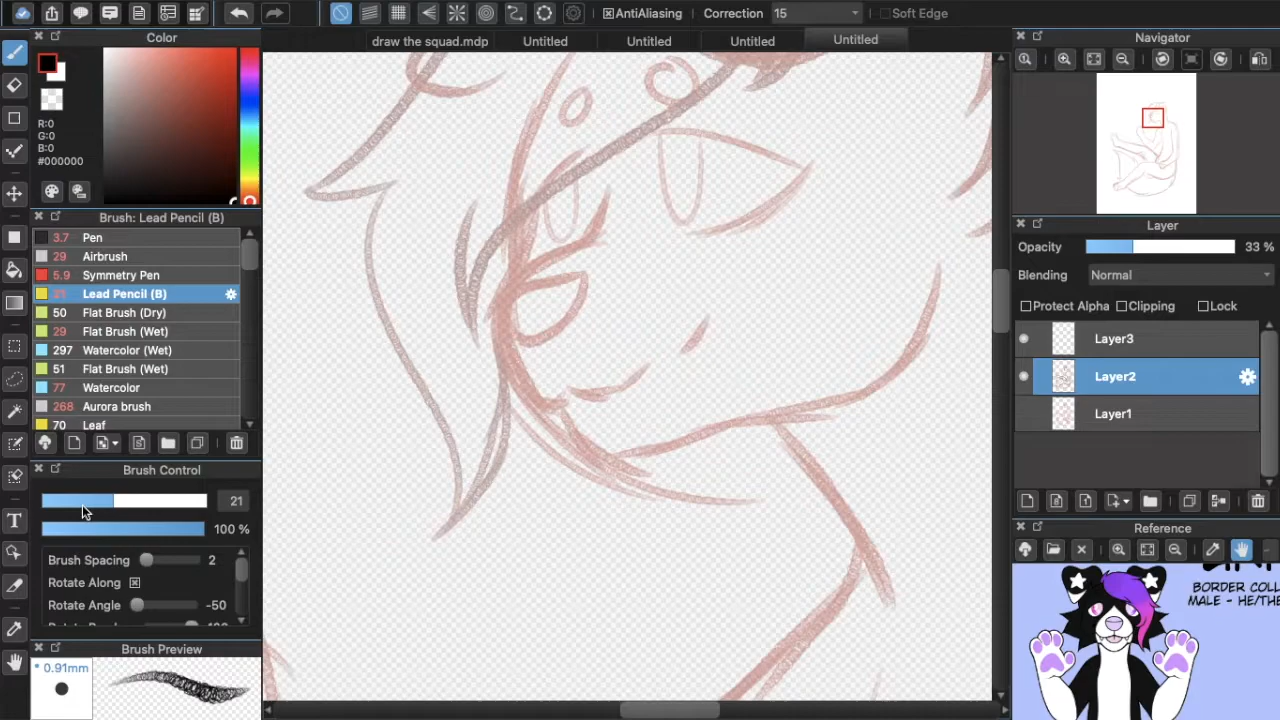 AntiAliasing Correction 15 Soft Edge
draw the squad.mdp Untitled Untitled Untitled Untitled
Color
R:0
G:0
B:0
#000000
Brush: Lead Pencil (B)
3.7 Pen
29 Airbrush
5.9 Symmetry Pen
21 Lead Pencil (B)
50 Flat Brush (Dry)
29 Flat Brush (Wet)
297 Watercolor (Wet)
51 Flat Brush (Wet)
77 Watercolor
268 Aurora brush
70 Leaf
Brush Control
21
100 %
Brush Spacing 2
Rotate Along
Rotate Angle -50
Brush Preview
* 0.91mm
Navigator
Layer
Opacity 33 %
Blending Normal
Protect Alpha Clipping Lock
Layer3
Layer2
Layer1
Reference
BORDER COLL
MALE - HE/THE